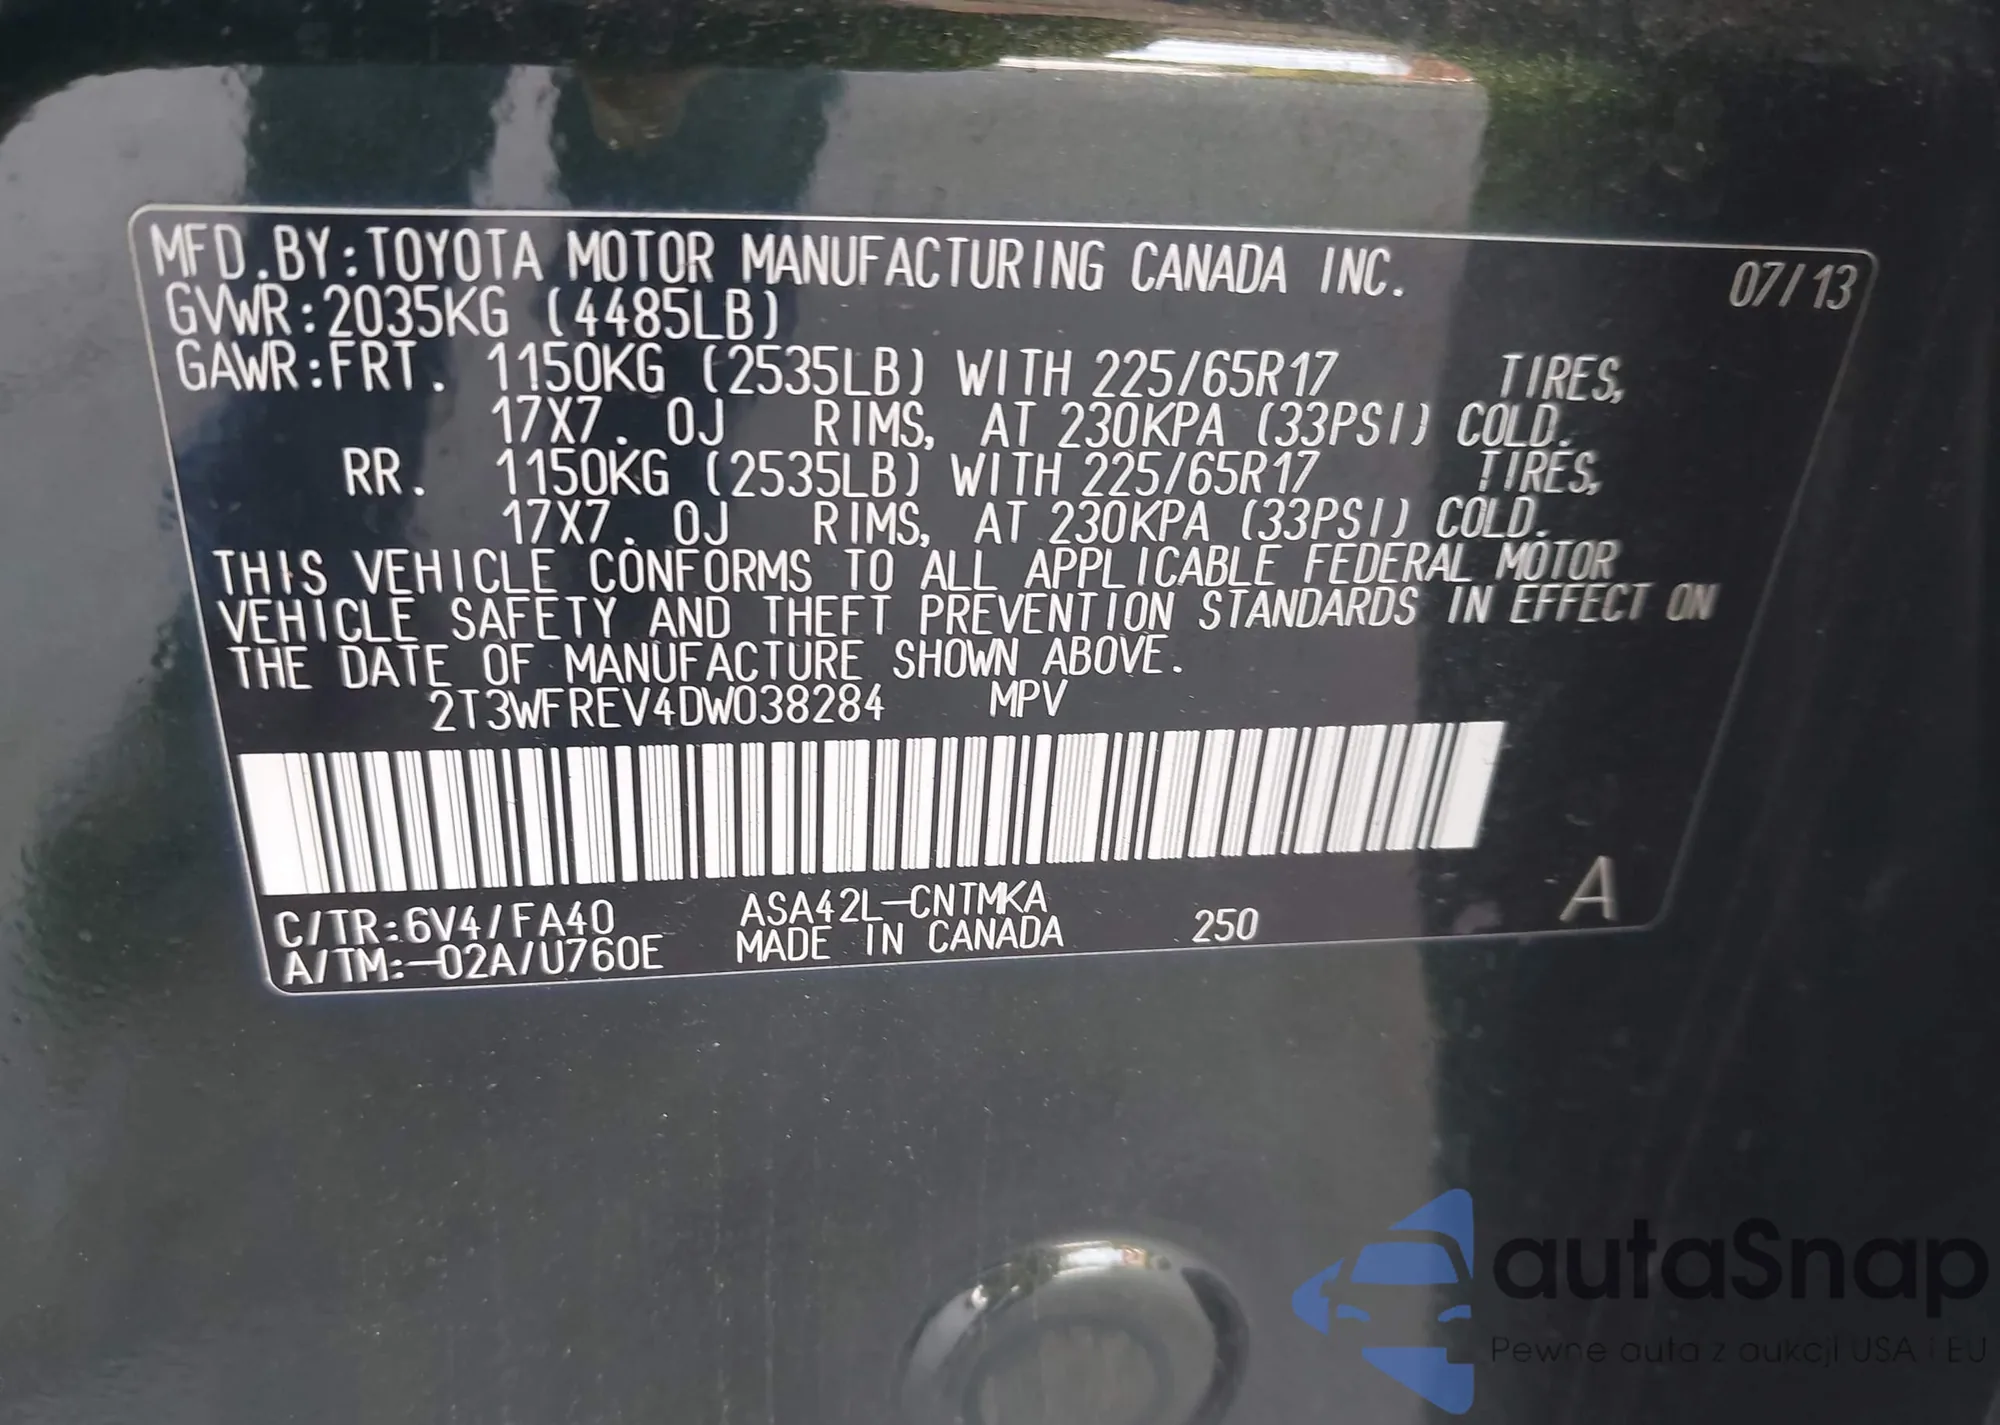 MFD.BY:TOYOTA MOTOR MANUFACTURING CANADA INC. 07/13
GVWR:2035KG (4485LB)
GAWR:FRT. 1150KG (2535LB) WITH 225/65R17 TIRES,
17X7.0J RIMS, AT 230KPA (33PSI) COLD.
RR. 1150KG (2535LB) WITH 225/65R17 TIRES,
17X7.0J RIMS, AT 230KPA (33PSI) COLD.
THIS VEHICLE CONFORMS TO ALL APPLICABLE FEDERAL MOTOR
VEHICLE SAFETY AND THEFT PREVENTION STANDARDS IN EFFECT ON
THE DATE OF MANUFACTURE SHOWN ABOVE.
2T3WFREV4DW038284 MPV
C/TR:6V4/FA40 ASA42L-CNTMKA 250 A
A/TM:-02A/U760E MADE IN CANADA
autaSnap
Pewne auta z aukcji USA i EU